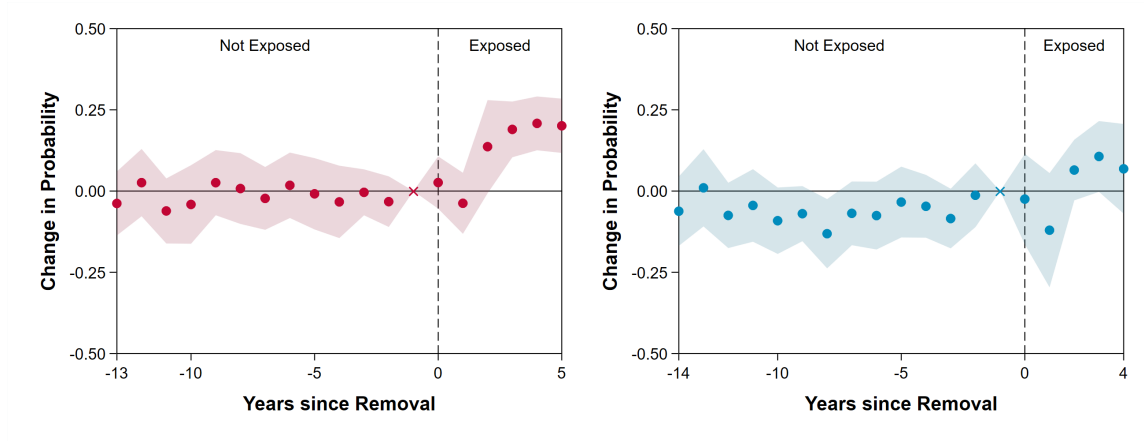 0.50
0.25
0.00
-0.25
-0.50
Change in Probability
Not Exposed
Exposed
-13
-10
-5
0
5
Years since Removal
0.50
0.25
0.00
-0.25
-0.50
Change in Probability
Not Exposed
Exposed
-14
-10
-5
0
4
Years since Removal